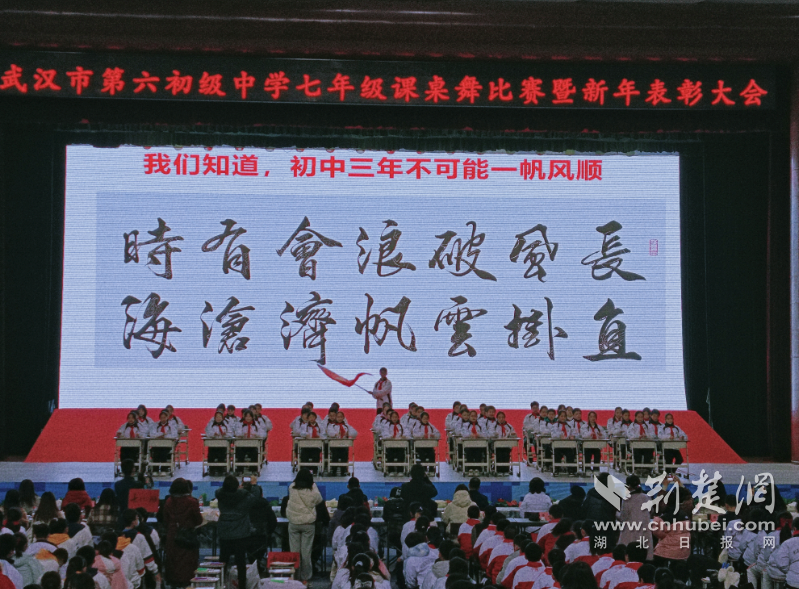 武汉市第六初级中学七年级课桌舞比赛暨新年表彰大会
我们知道，初中三年不可能一帆风顺
長風破浪會有時
直掛雲帆濟滄海
荆楚网
www.cnhubei.com
湖北日报网